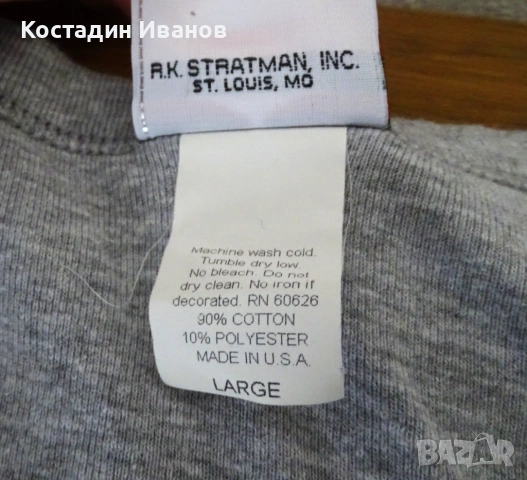 Костадин Иванов
R.K. STRATMAN, INC.
ST. LOUIS, MO
Machine wash cold.
Tumble dry low.
No bleach. Do not
dry clean. No iron if
decorated. RN 60626
90% COTTON
10% POLYESTER
MADE IN U.S.A.
LARGE
BAZAR